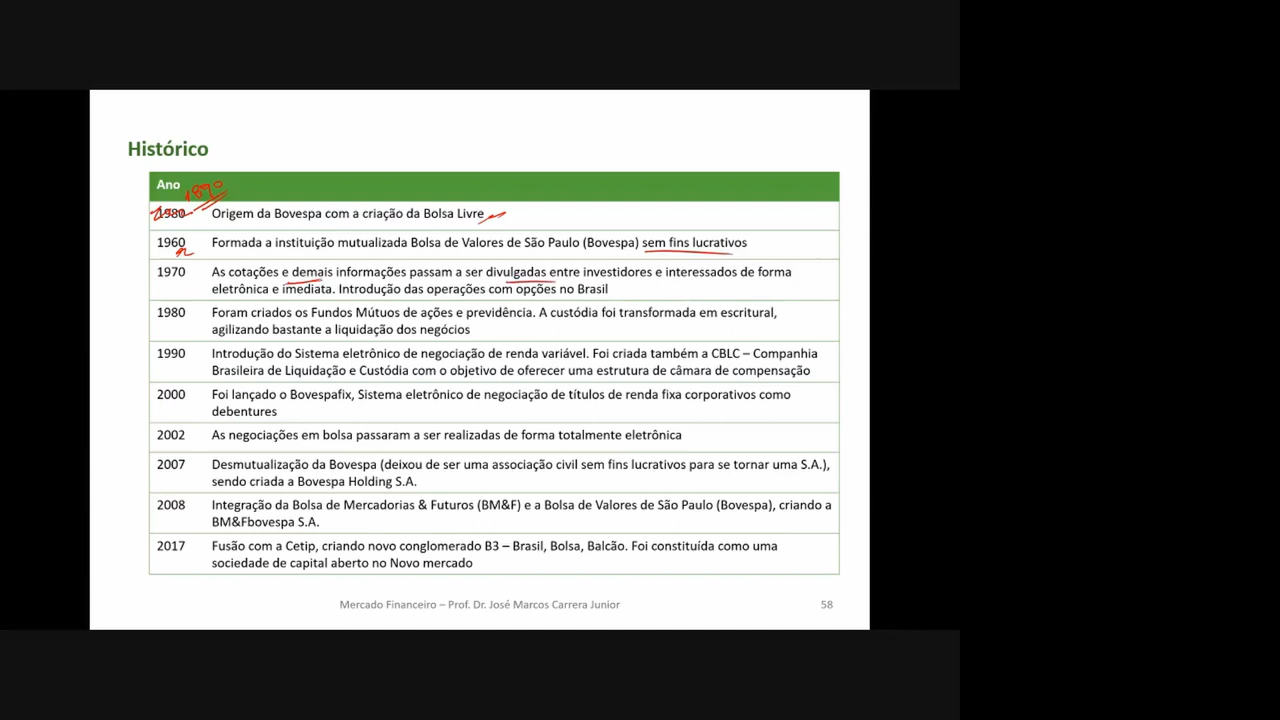 Histórico
Ano
1890
1980 Origem da Bovespa com a criação da Bolsa Livre
1960 Formada a instituição mutualizada Bolsa de Valores de São Paulo (Bovespa) sem fins lucrativos
1970 As cotações e demais informações passam a ser divulgadas entre investidores e interessados de forma
eletrônica e imediata. Introdução das operações com opções no Brasil
1980 Foram criados os Fundos Mútuos de ações e previdência. A custódia foi transformada em escritural,
agilizando bastante a liquidação dos negócios
1990 Introdução do Sistema eletrônico de negociação de renda variável. Foi criada também a CBLC – Companhia
Brasileira de Liquidação e Custódia com o objetivo de oferecer uma estrutura de câmara de compensação
2000 Foi lançado o Bovespafix, Sistema eletrônico de negociação de títulos de renda fixa corporativos como
debentures
2002 As negociações em bolsa passaram a ser realizadas de forma totalmente eletrônica
2007 Desmutualização da Bovespa (deixou de ser uma associação civil sem fins lucrativos para se tornar uma S.A.),
sendo criada a Bovespa Holding S.A.
2008 Integração da Bolsa de Mercadorias & Futuros (BM&F) e a Bolsa de Valores de São Paulo (Bovespa), criando a
BM&Fbovespa S.A.
2017 Fusão com a Cetip, criando novo conglomerado B3 – Brasil, Bolsa, Balcão. Foi constituída como uma
sociedade de capital aberto no Novo mercado
Mercado Financeiro – Prof. Dr. José Marcos Carrera Junior 58